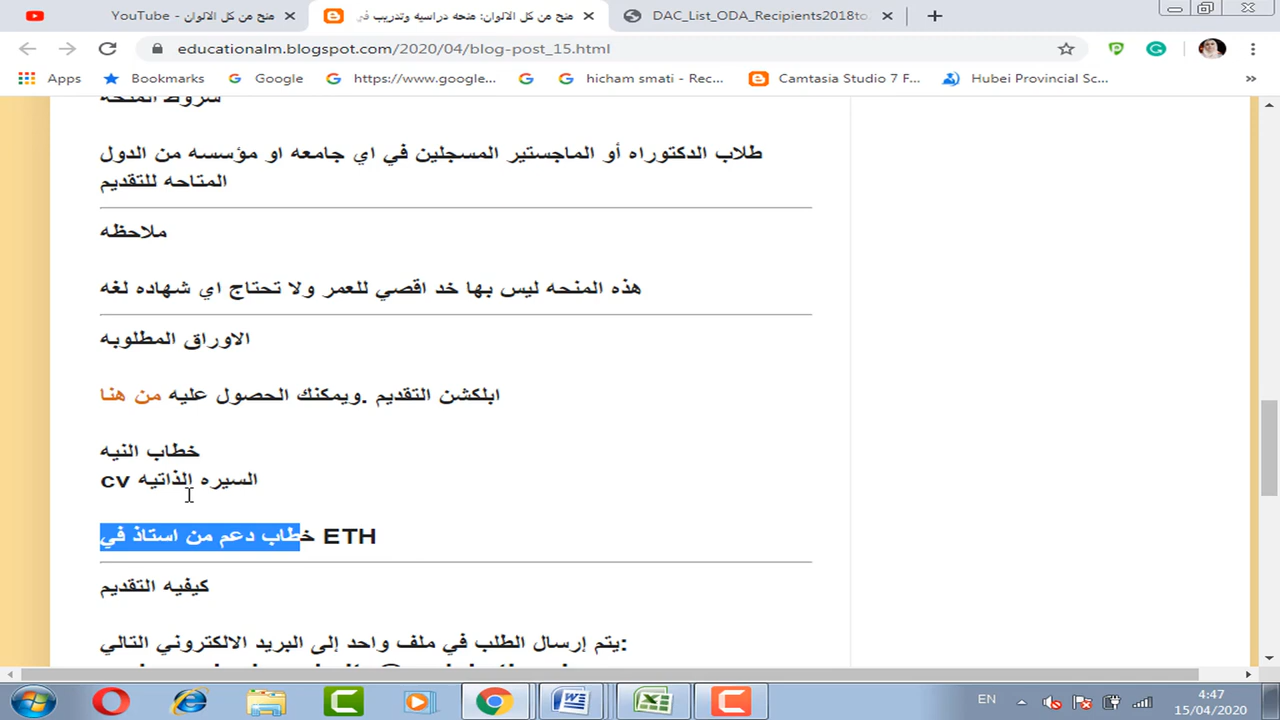 منح من كل الالوان - YouTube
منح من كل الالوان: منحه دراسيه وتدريب في
DAC_List_ODA_Recipients2018to
educationalm.blogspot.com/2020/04/blog-post_15.html
Apps
Bookmarks
Google
https://www.google...
hicham smati - Rec...
Camtasia Studio 7 F...
Hubei Provincial Sc...
»
شروط المنحه
طلاب الدكتوراه أو الماجستير المسجلين في اي جامعه او مؤسسه من الدول
المتاحه للتقديم
ملاحظه
هذه المنحه ليس بها خد اقصي للعمر ولا تحتاج اي شهاده لغه
الاوراق المطلوبه
ابلكشن التقديم .ويمكنك الحصول عليه من هنا
خطاب النيه
السيره الذاتيه cv
خطاب دعم من استاذ في ETH
كيفيه التقديم
يتم إرسال الطلب في ملف واحد إلى البريد الالكتروني التالي:
EN
4:47
15/04/2020